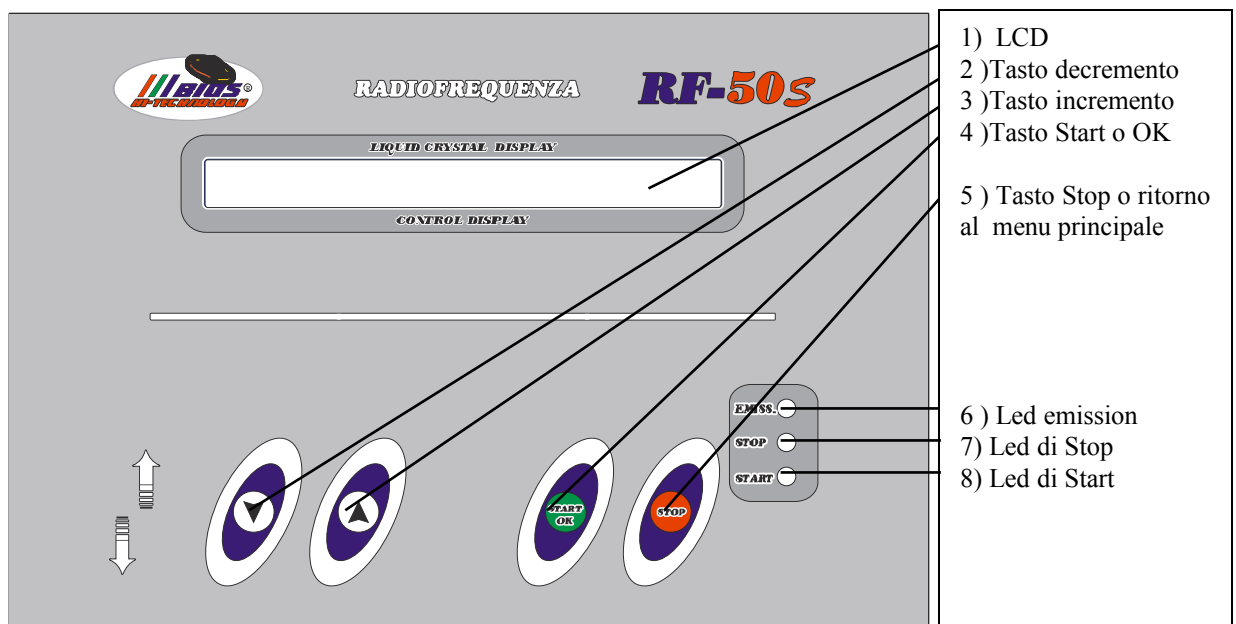 BIOS®
HI-TECHNOLOGY
RADIOFREQUENZA
RF-50s
LIQUID CRYSTAL DISPLAY
CONTROL DISPLAY
EMISS.
STOP
START
START
OK
STOP
1) LCD
2 )Tasto decremento
3 )Tasto incremento
4 )Tasto Start o OK
5 ) Tasto Stop o ritorno
al menu principale
6 ) Led emission
7) Led di Stop
8) Led di Start